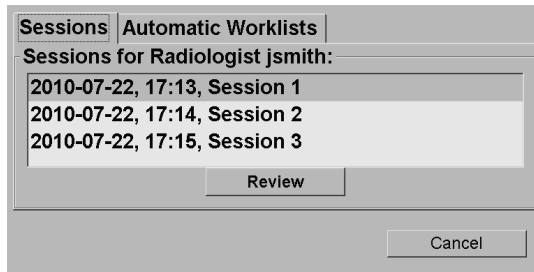 Sessions Automatic Worklists
Sessions for Radiologist jsmith:
2010-07-22, 17:13, Session 1
2010-07-22, 17:14, Session 2
2010-07-22, 17:15, Session 3
Review
Cancel